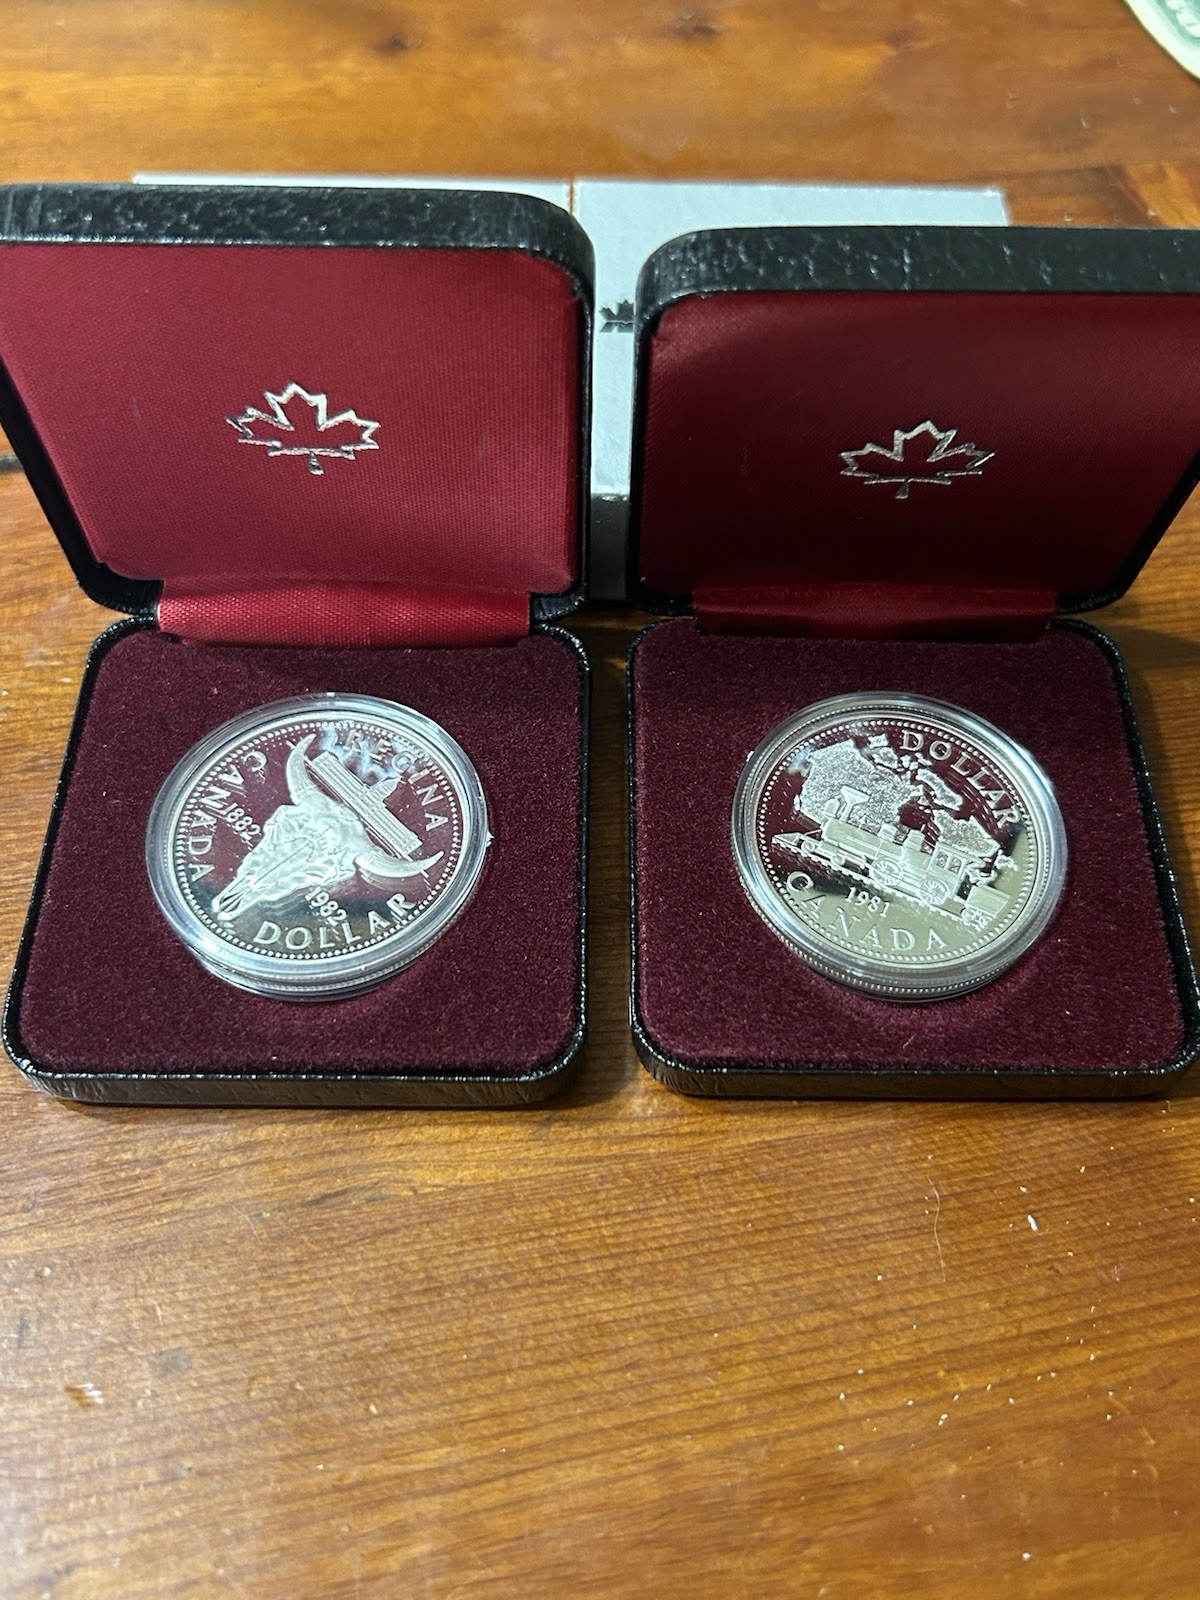 REGINA
CANADA
1882
1982
DOLLAR
DOLLAR
1981
CANADA